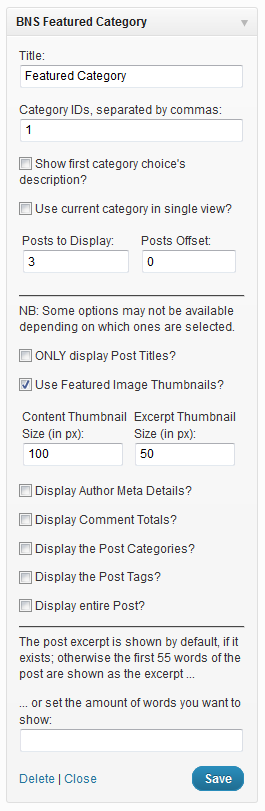 BNS Featured Category
Title:
Featured Category
Category IDs, separated by commas:
1
Show first category choice's
description?
Use current category in single view?
Posts to Display: Posts Offset:
3 0
NB: Some options may not be available
depending on which ones are selected.
ONLY display Post Titles?
Use Featured Image Thumbnails?
Content Thumbnail Excerpt Thumbnail
Size (in px): Size (in px):
100 50
Display Author Meta Details?
Display Comment Totals?
Display the Post Categories?
Display the Post Tags?
Display entire Post?
The post excerpt is shown by default, if it
exists; otherwise the first 55 words of the
post are shown as the excerpt ...
... or set the amount of words you want to
show:
Delete | Close Save